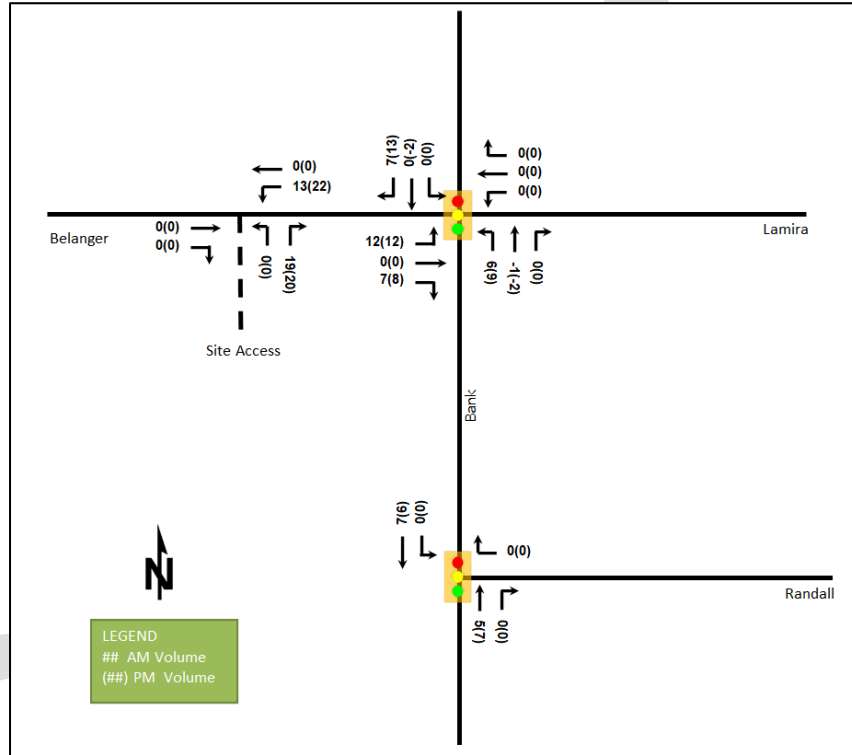 7(13)
0(-2)
0(0)
0(0)
0(0)
0(0)
0(0)
13(22)
Belanger
0(0)
0(0)
0(0)
19(20)
12(12)
0(0)
7(8)
6(9)
-1(-2)
0(0)
Lamira
Site Access
Bank
7(6)
0(0)
0(0)
5(7)
0(0)
Randall
N
LEGEND
## AM Volume
(##) PM Volume